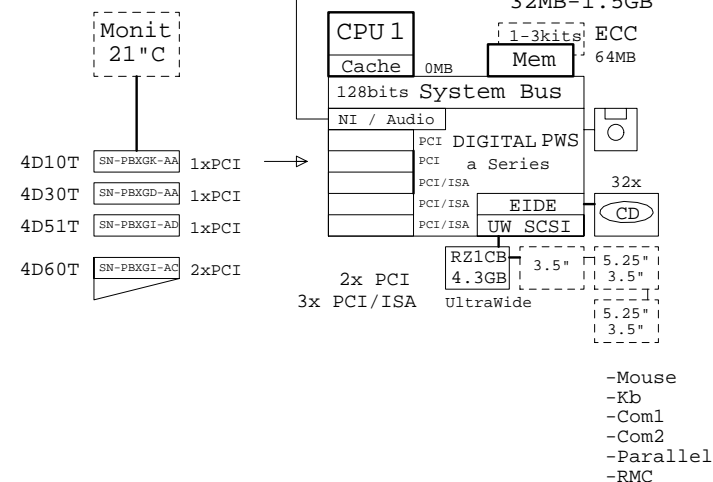 32MB-1.5GB
Monit
21"C
CPU 1
1-3kits ECC
Cache 0MB
Mem 64MB
128bits System Bus
NI / Audio
PCI DIGITAL PWS
4D10T SN-PBXGK-AA 1xPCI
PCI a Series
4D30T SN-PBXGD-AA 1xPCI
PCI/ISA
32x
PCI/ISA EIDE CD
4D51T SN-PBXGI-AD 1xPCI
PCI/ISA UW SCSI
4D60T SN-PBXGI-AC 2xPCI
RZ1CB
4.3GB
3.5"
5.25"
3.5"
2x PCI
3x PCI/ISA
UltraWide
5.25"
3.5"
-Mouse
-Kb
-Com1
-Com2
-Parallel
-RMC